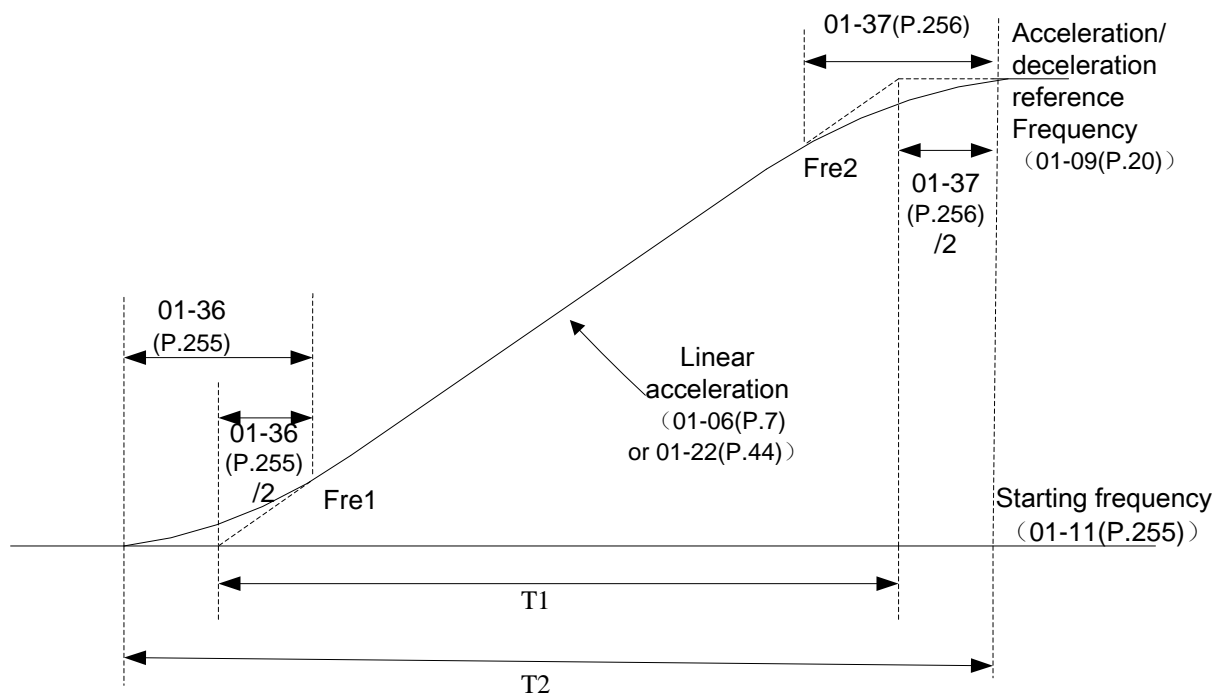 01-37(P.256)
Acceleration/
deceleration
reference
Frequency
（01-09(P.20)）
Fre2
01-37
(P.256)
/2
01-36
(P.255)
Linear
acceleration
（01-06(P.7)
or 01-22(P.44)）
01-36
(P.255)
/2
Fre1
Starting frequency
（01-11(P.255)）
T1
T2